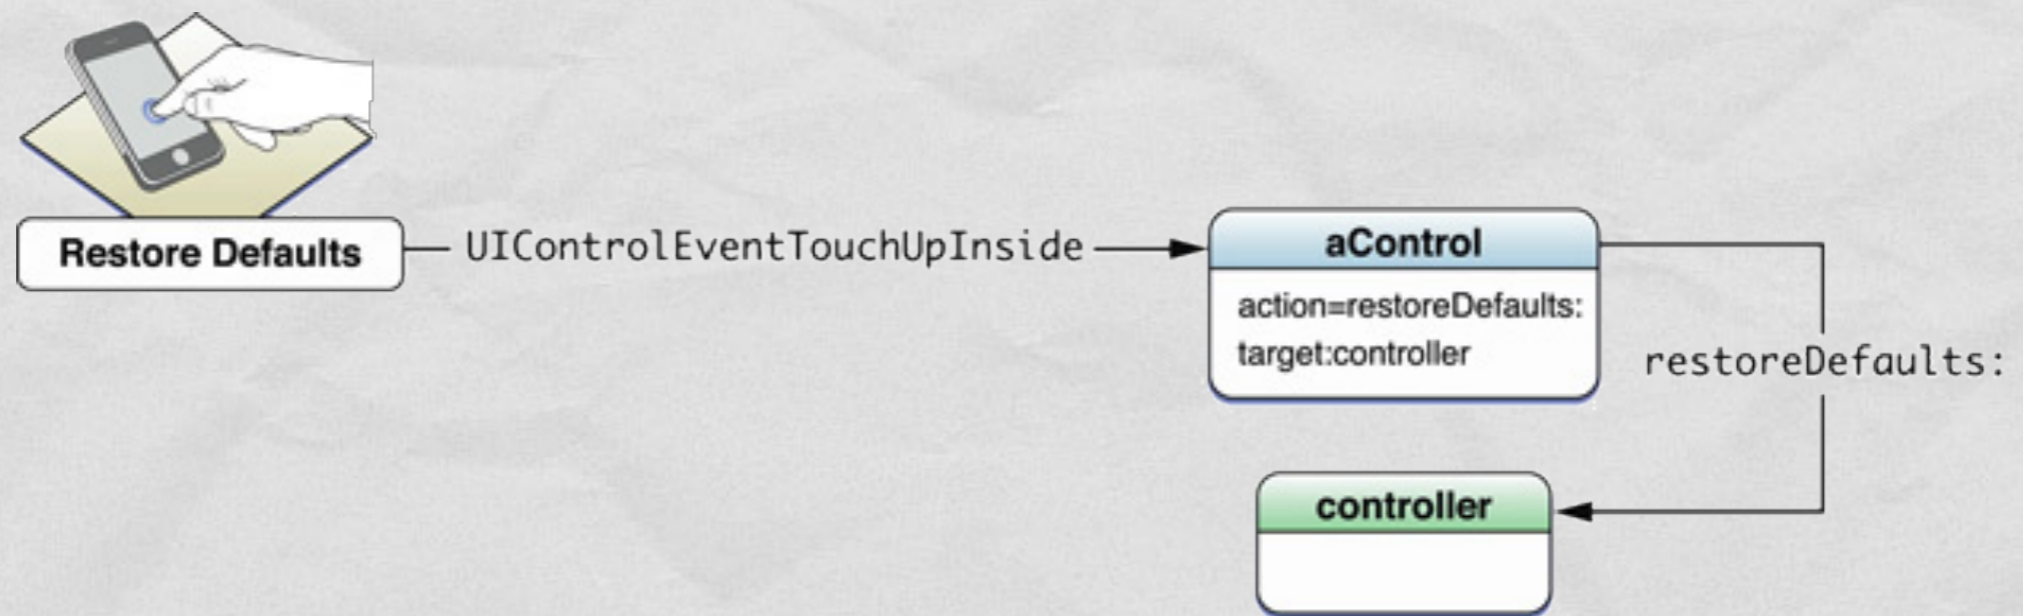 Restore Defaults
UIControlEventTouchUpInside
aControl
action=restoreDefaults:
target:controller
restoreDefaults:
controller